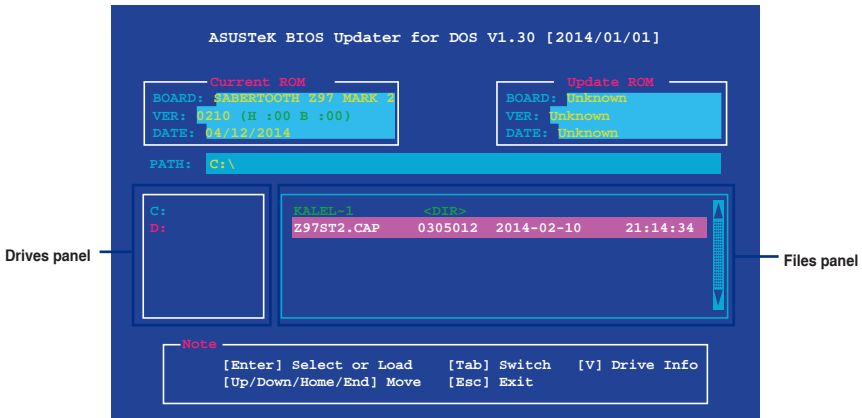 ASUSTeK BIOS Updater for DOS V1.30 [2014/01/01]
Current ROM
BOARD: SABERTOOTH Z97 MARK 2
VER: 0210 (H :00 B :00)
DATE: 04/12/2014
Update ROM
BOARD: Unknown
VER: Unknown
DATE: Unknown
PATH: C:\
C:
D:
KALEL-1 <DIR>
Z97ST2.CAP 0305012 2014-02-10 21:14:34
Drives panel
Files panel
Note
[Enter] Select or Load [Tab] Switch [V] Drive Info
[Up/Down/Home/End] Move [Esc] Exit